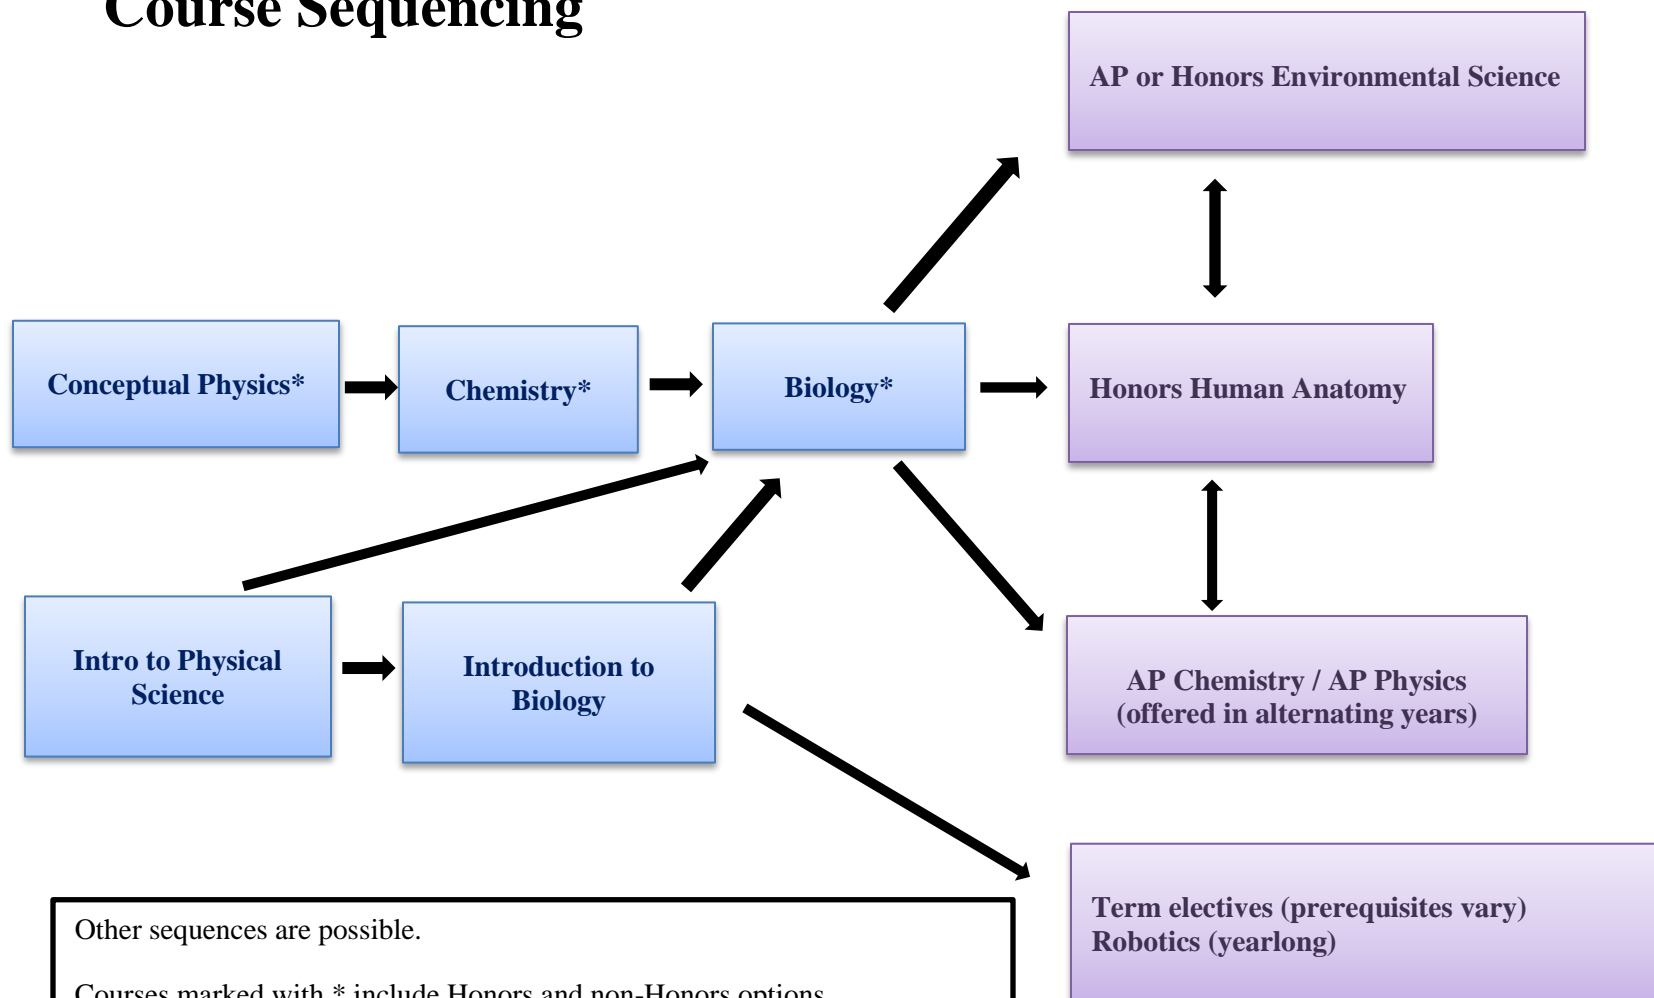 Course Sequencing
AP or Honors Environmental Science
Conceptual Physics*
Chemistry*
Biology*
Honors Human Anatomy
Intro to Physical
Science
Introduction to
Biology
AP Chemistry / AP Physics
(offered in alternating years)
Term electives (prerequisites vary)
Robotics (yearlong)
Other sequences are possible.
Courses marked with * include Honors and non-Honors options